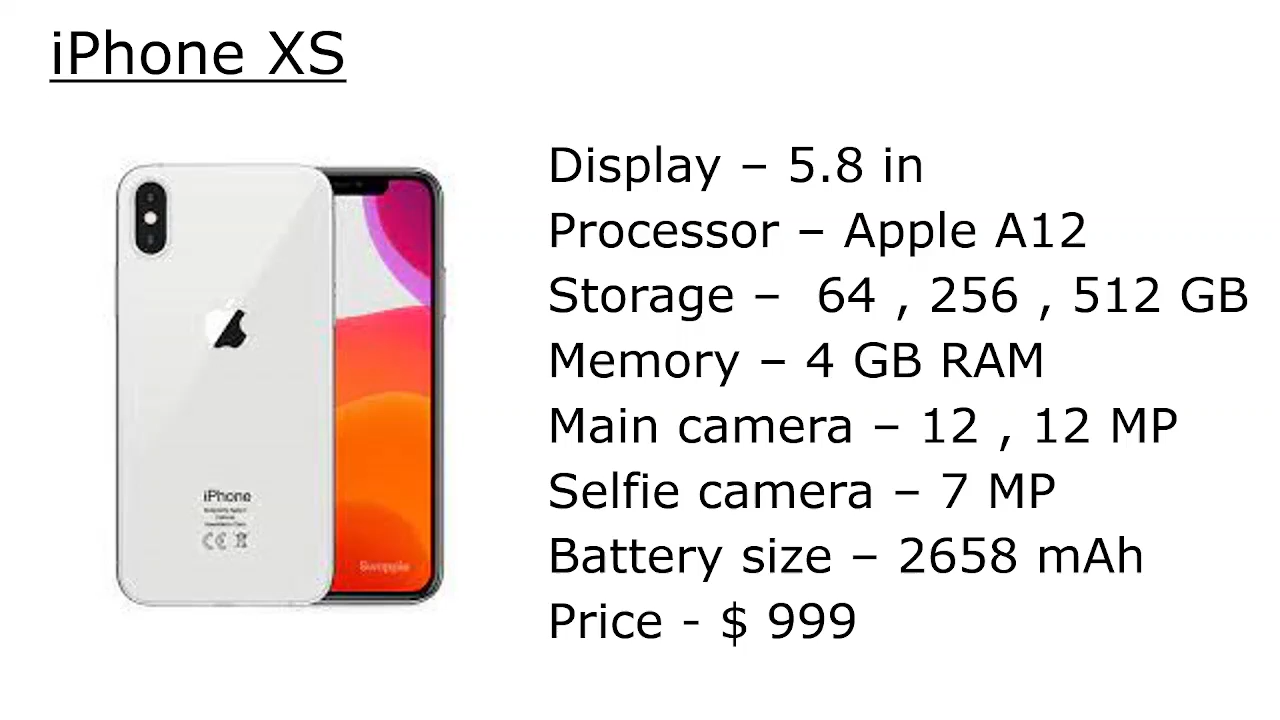 iPhone XS
Display – 5.8 in
Processor – Apple A12
Storage –  64 , 256 , 512 GB
Memory – 4 GB RAM
Main camera – 12 , 12 MP
Selfie camera – 7 MP
Battery size – 2658 mAh
Price - $ 999
iPhone
Swappie